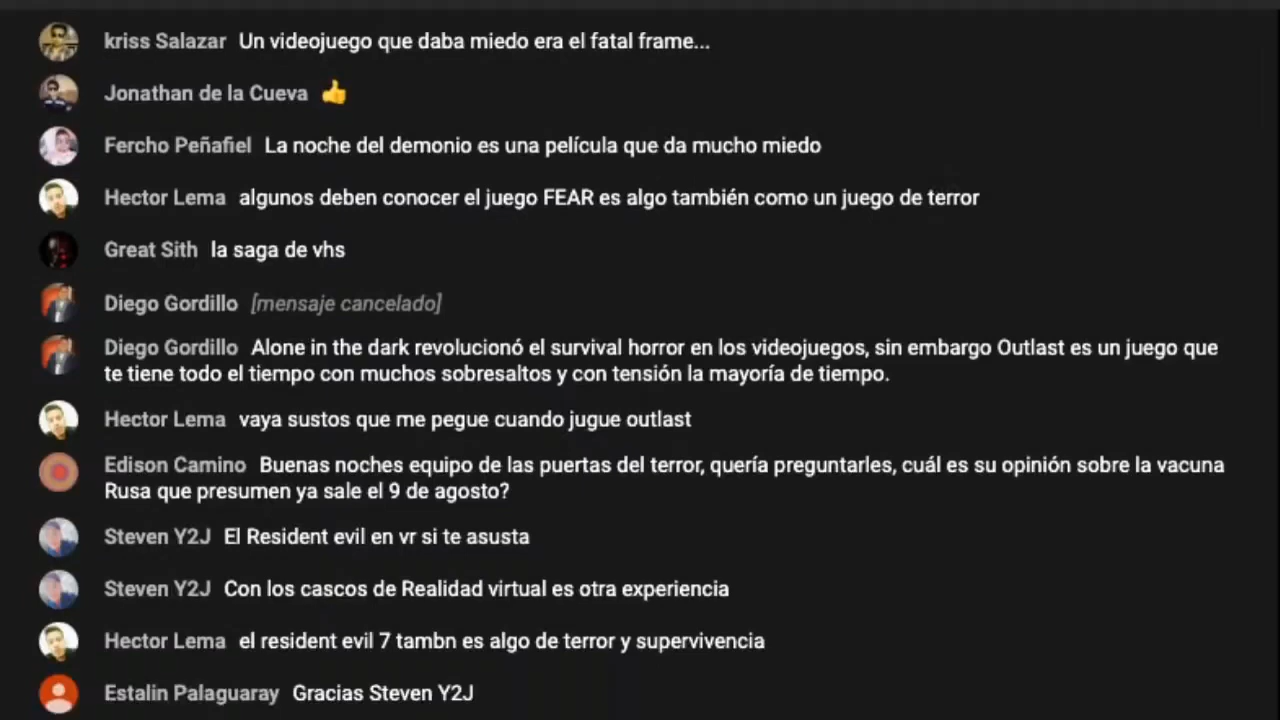 kriss Salazar Un videojuego que daba miedo era el fatal frame...
Jonathan de la Cueva 👍
Fercho Peñafiel La noche del demonio es una película que da mucho miedo
Hector Lema algunos deben conocer el juego FEAR es algo también como un juego de terror
Great Sith la saga de vhs
Diego Gordillo [mensaje cancelado]
Diego Gordillo Alone in the dark revolucionó el survival horror en los videojuegos, sin embargo Outlast es un juego que
te tiene todo el tiempo con muchos sobresaltos y con tensión la mayoría de tiempo.
Hector Lema vaya sustos que me pegue cuando jugue outlast
Edison Camino Buenas noches equipo de las puertas del terror, quería preguntarles, cuál es su opinión sobre la vacuna
Rusa que presumen ya sale el 9 de agosto?
Steven Y2J El Resident evil en vr si te asusta
Steven Y2J Con los cascos de Realidad virtual es otra experiencia
Hector Lema el resident evil 7 tambn es algo de terror y supervivencia
Estalin Palaguaray Gracias Steven Y2J